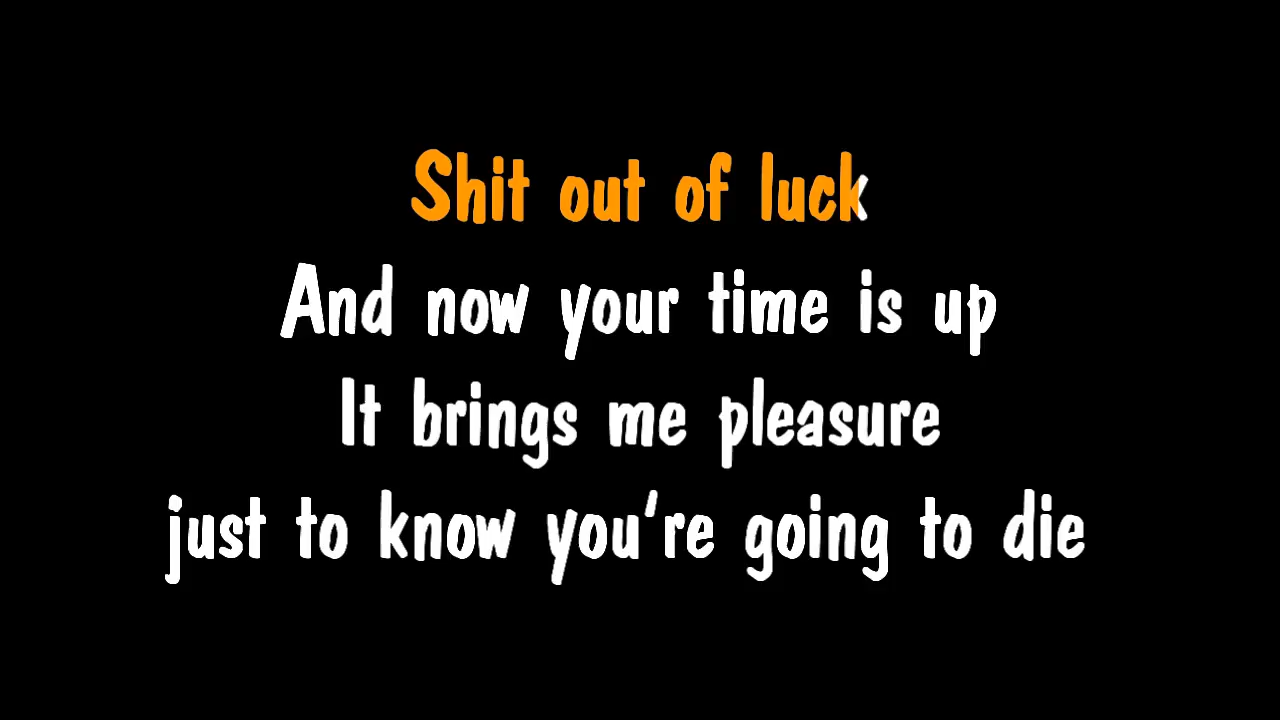 Shit out of luck
And now your time is up
It brings me pleasure
just to know you're going to die